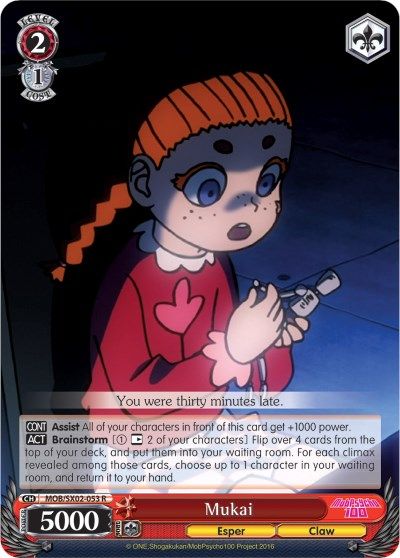 LEVEL
2
1
COST
You were thirty minutes late.
CONT Assist All of your characters in front of this card get +1000 power.
ACT Brainstorm [① 2 of your characters] Flip over 4 cards from the
top of your deck, and put them into your waiting room. For each climax
revealed among those cards, choose up to 1 character in your waiting
room, and return it to your hand.
CH MOB/SX02-053 R
POWER 5000
Mukai
MOBPSYCHO 100
Esper Claw
© ONE,Shogakukan/MobPsycho100 Project 2016